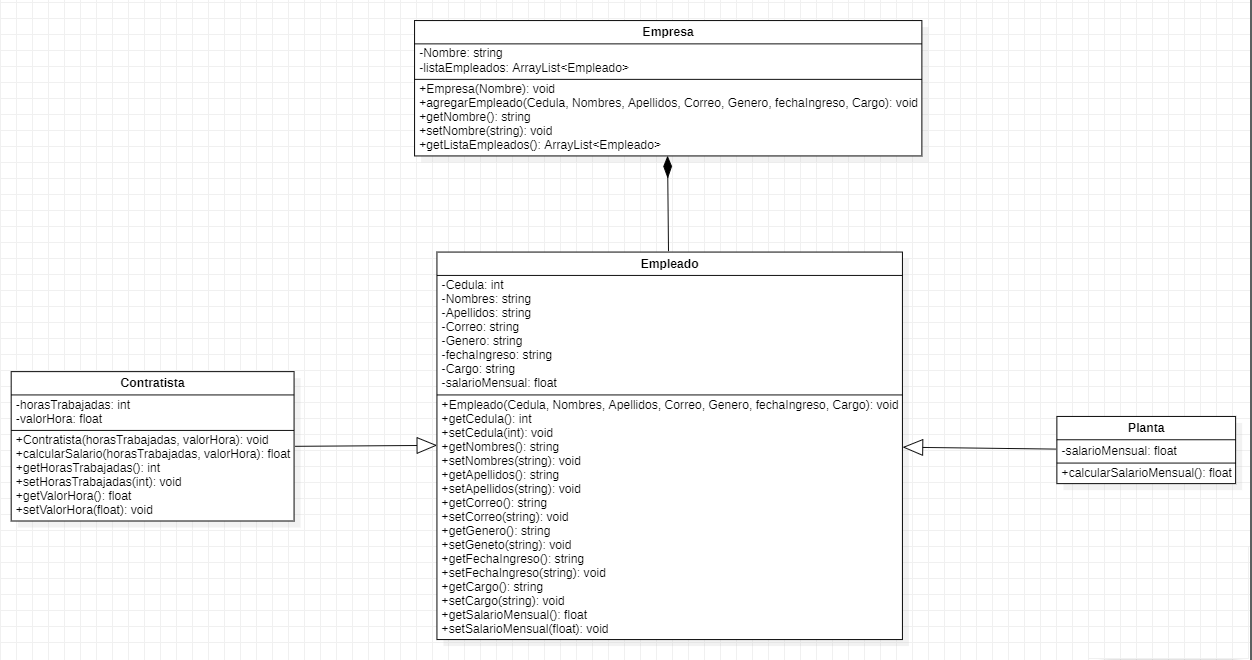 Empresa
-Nombre: string
-listaEmpleados: ArrayList<Empleado>
+Empresa(Nombre): void
+agregarEmpleado(Cedula, Nombres, Apellidos, Correo, Genero, fechaIngreso, Cargo): void
+getNombre(): string
+setNombre(string): void
+getListaEmpleados(): ArrayList<Empleado>
Empleado
-Cedula: int
-Nombres: string
-Apellidos: string
-Correo: string
-Genero: string
-fechaIngreso: string
-Cargo: string
-salarioMensual: float
+Empleado(Cedula, Nombres, Apellidos, Correo, Genero, fechaIngreso, Cargo): void
+getCedula(): int
+setCedula(int): void
+getNombres(): string
+setNombres(string): void
+getApellidos(): string
+setApellidos(string): void
+getCorreo(): string
+setCorreo(string): void
+getGenero(): string
+setGeneto(string): void
+getFechaIngreso(): string
+setFechaIngreso(string): void
+getCargo(): string
+setCargo(string): void
+getSalarioMensual(): float
+setSalarioMensual(float): void
Contratista
-horasTrabajadas: int
-valorHora: float
+Contratista(horasTrabajadas, valorHora): void
+calcularSalario(horasTrabajadas, valorHora): float
+getHorasTrabajadas(): int
+setHorasTrabajadas(int): void
+getValorHora(): float
+setValorHora(float): void
Planta
-salarioMensual: float
+calcularSalarioMensual(): float